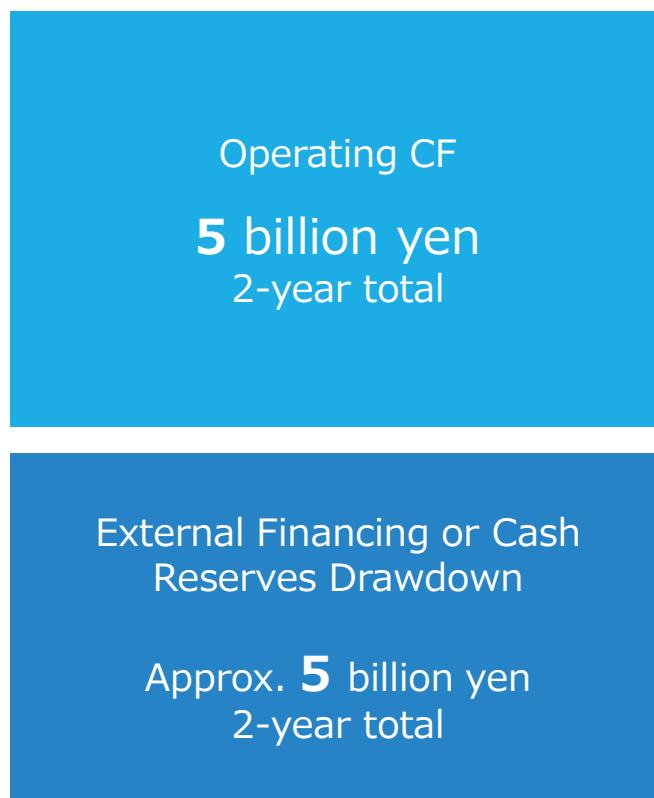 Operating CF
5 billion yen
2-year total
External Financing or Cash
Reserves Drawdown
Approx. 5 billion yen
2-year total